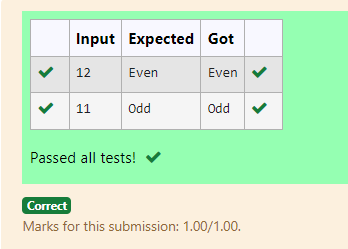 Input Expected Got
12 Even Even
11 Odd Odd
Passed all tests!
Correct
Marks for this submission: 1.00/1.00.